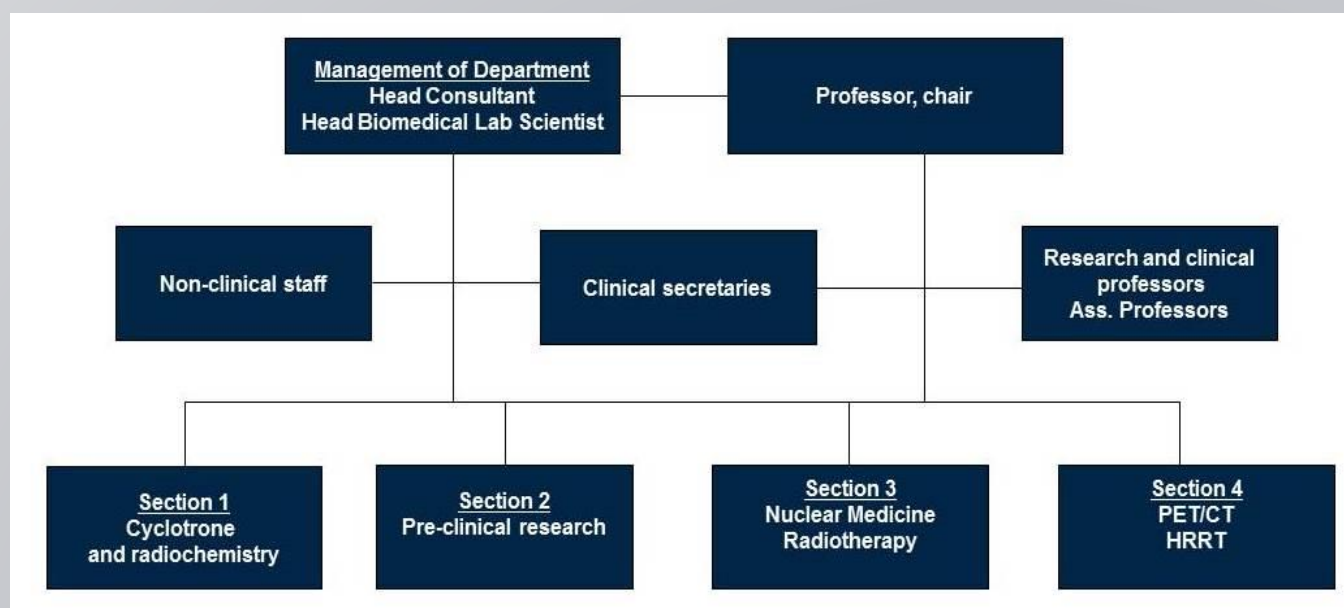 Management of Department
Head Consultant
Head Biomedical Lab Scientist
Professor, chair
Non-clinical staff
Clinical secretaries
Research and clinical
professors
Ass. Professors
Section 1
Cyclotrone
and radiochemistry
Section 2
Pre-clinical research
Section 3
Nuclear Medicine
Radiotherapy
Section 4
PET/CT
HRRT